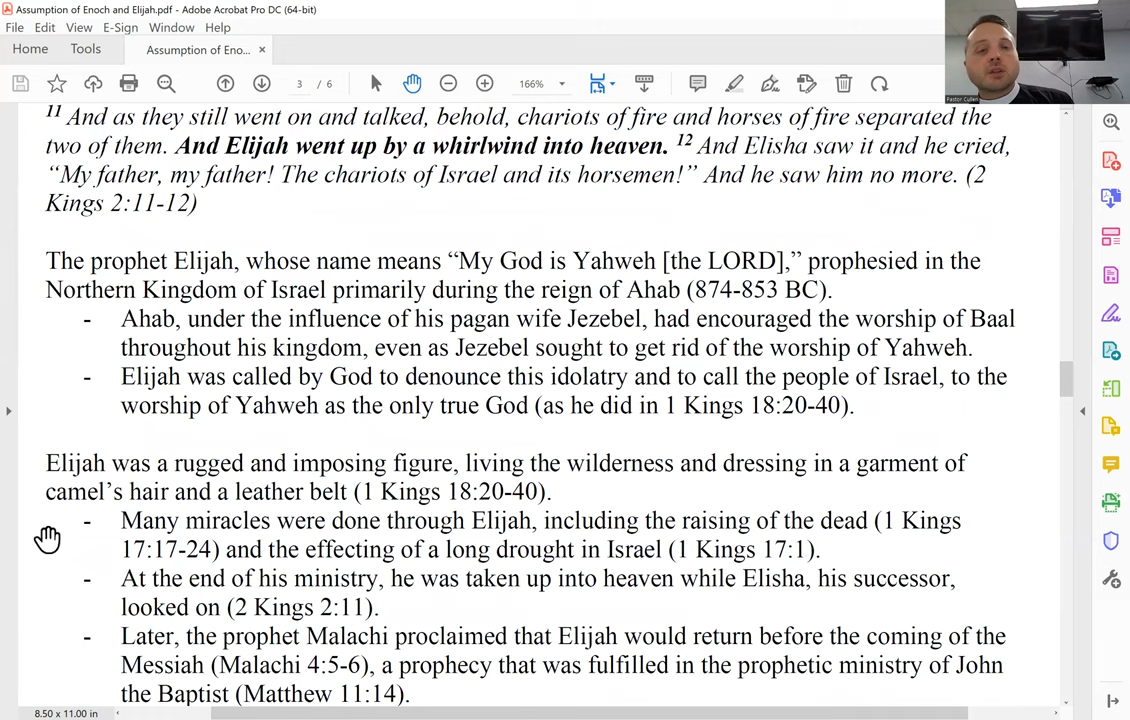 Assumption of Enoch and Elijah.pdf - Adobe Acrobat Pro DC (64-bit)
File Edit View E-Sign Window Help
Home Tools Assumption of Eno... ×
3 / 6 166%
Pastor Cullen
11 And as they still went on and talked, behold, chariots of fire and horses of fire separated the
two of them. And Elijah went up by a whirlwind into heaven. 12 And Elisha saw it and he cried,
“My father, my father! The chariots of Israel and its horsemen!” And he saw him no more. (2
Kings 2:11-12)
The prophet Elijah, whose name means “My God is Yahweh [the LORD],” prophesied in the
Northern Kingdom of Israel primarily during the reign of Ahab (874-853 BC).
- Ahab, under the influence of his pagan wife Jezebel, had encouraged the worship of Baal
throughout his kingdom, even as Jezebel sought to get rid of the worship of Yahweh.
- Elijah was called by God to denounce this idolatry and to call the people of Israel, to the
worship of Yahweh as the only true God (as he did in 1 Kings 18:20-40).
Elijah was a rugged and imposing figure, living the wilderness and dressing in a garment of
camel’s hair and a leather belt (1 Kings 18:20-40).
- Many miracles were done through Elijah, including the raising of the dead (1 Kings
17:17-24) and the effecting of a long drought in Israel (1 Kings 17:1).
- At the end of his ministry, he was taken up into heaven while Elisha, his successor,
looked on (2 Kings 2:11).
- Later, the prophet Malachi proclaimed that Elijah would return before the coming of the
Messiah (Malachi 4:5-6), a prophecy that was fulfilled in the prophetic ministry of John
the Baptist (Matthew 11:14).
8.50 x 11.00 in